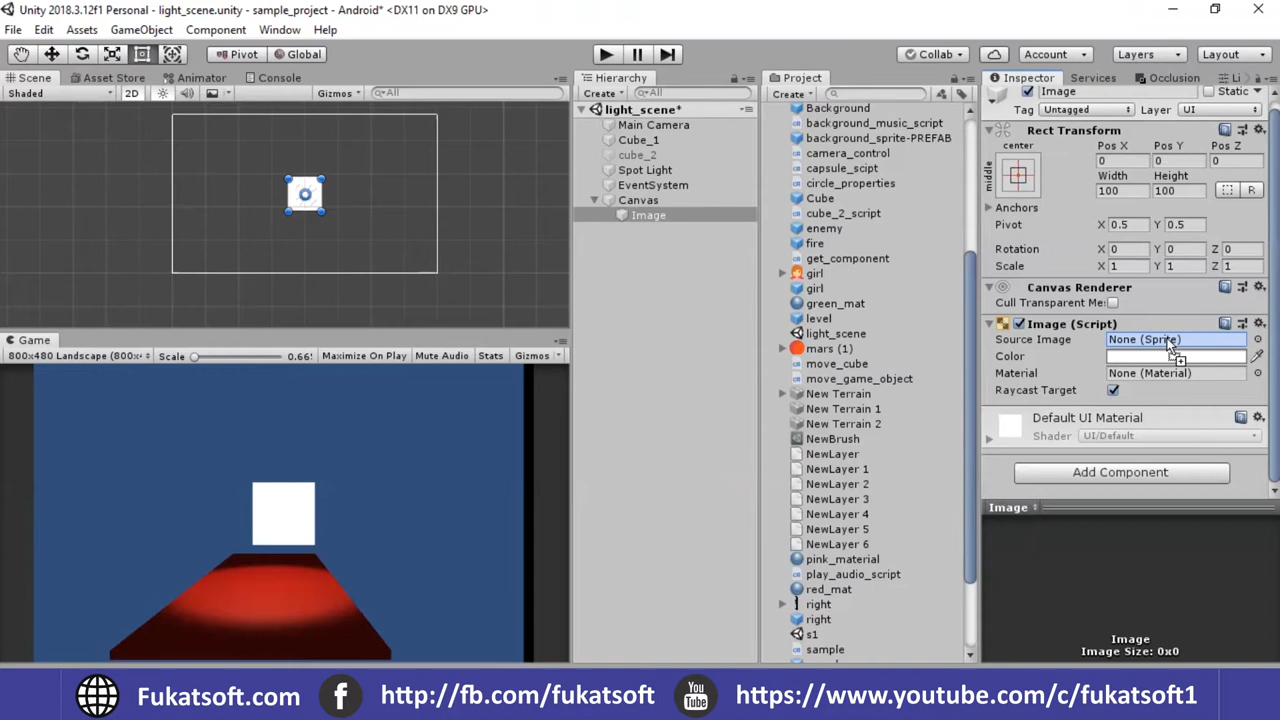 Unity 2018.3.12f1 Personal - light_scene.unity - sample_project - Android* <DX11 on DX9 GPU>
File Edit Assets GameObject Component Window Help
Pivot Global Collab Account Layers Layout
Scene Asset Store Animator Console
Shaded 2D Gizmos All
Game
800x480 Landscape (800x Scale 0.66 Maximize On Play Mute Audio Stats Gizmos
Hierarchy
Create All
light_scene*
Main Camera
Cube_1
cube_2
Spot Light
EventSystem
Canvas
Image
Project
Create
Background
background_music_script
background_sprite-PREFAB
camera_control
capsule_scipt
circle_properties
Cube
cube_2_script
enemy
fire
get_component
girl
girl
green_mat
level
light_scene
mars (1)
move_cube
move_game_object
New Terrain
New Terrain 1
New Terrain 2
NewBrush
NewLayer
NewLayer 1
NewLayer 2
NewLayer 3
NewLayer 4
NewLayer 5
NewLayer 6
pink_material
play_audio_script
red_mat
right
right
s1
sample
Inspector Services Occlusion Li
Image Static
Tag Untagged Layer UI
Rect Transform
center Pos X Pos Y Pos Z
middle 0 0 0
Width Height
100 100 R
Anchors
Pivot X 0.5 Y 0.5
Rotation X 0 Y 0 Z 0
Scale X 1 Y 1 Z 1
Canvas Renderer
Cull Transparent Me
Image (Script)
Source Image None (Sprite)
Color
Material None (Material)
Raycast Target
Default UI Material
Shader UI/Default
Add Component
Image
Image
Image Size: 0x0
Fukatsoft.com f http://fb.com/fukatsoft You Tube https://www.youtube.com/c/fukatsoft1